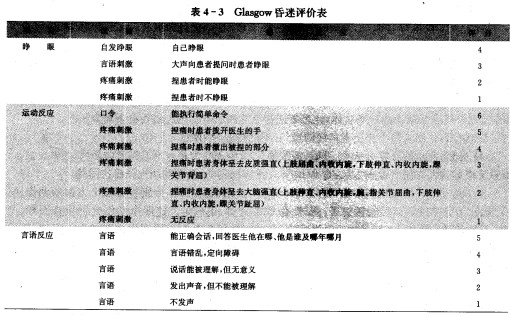 表 4-3 Glasgow 昏迷评价表
睁 眼 自发睁眼 自己睁眼 4
言语刺激 大声向患者提问时患者睁眼 3
疼痛刺激 捏患者时能睁眼 2
疼痛刺激 捏患者时不睁眼 1
运动反应 口令 能执行简单命令 6
疼痛刺激 捏痛时患者拨开医生的手 5
疼痛刺激 捏痛时患者撤出被捏的部分 4
疼痛刺激 捏痛时患者身体呈去皮质强直(上肢屈曲、内收内旋,下肢伸直、内收内旋,踝 3
关节背屈)
疼痛刺激 捏痛时患者身体呈去大脑强直(上肢伸直、内收内旋,腕、指关节屈曲,下肢伸 2
直、内收内旋,踝关节趾屈)
疼痛刺激 无反应 1
言语反应 言语 能正确会话,回答医生他在哪、他是谁及哪年哪月 5
言语 言语错乱,定向障碍 4
言语 说话能被理解,但无意义 3
言语 发出声音,但不能被理解 2
言语 不发声 1